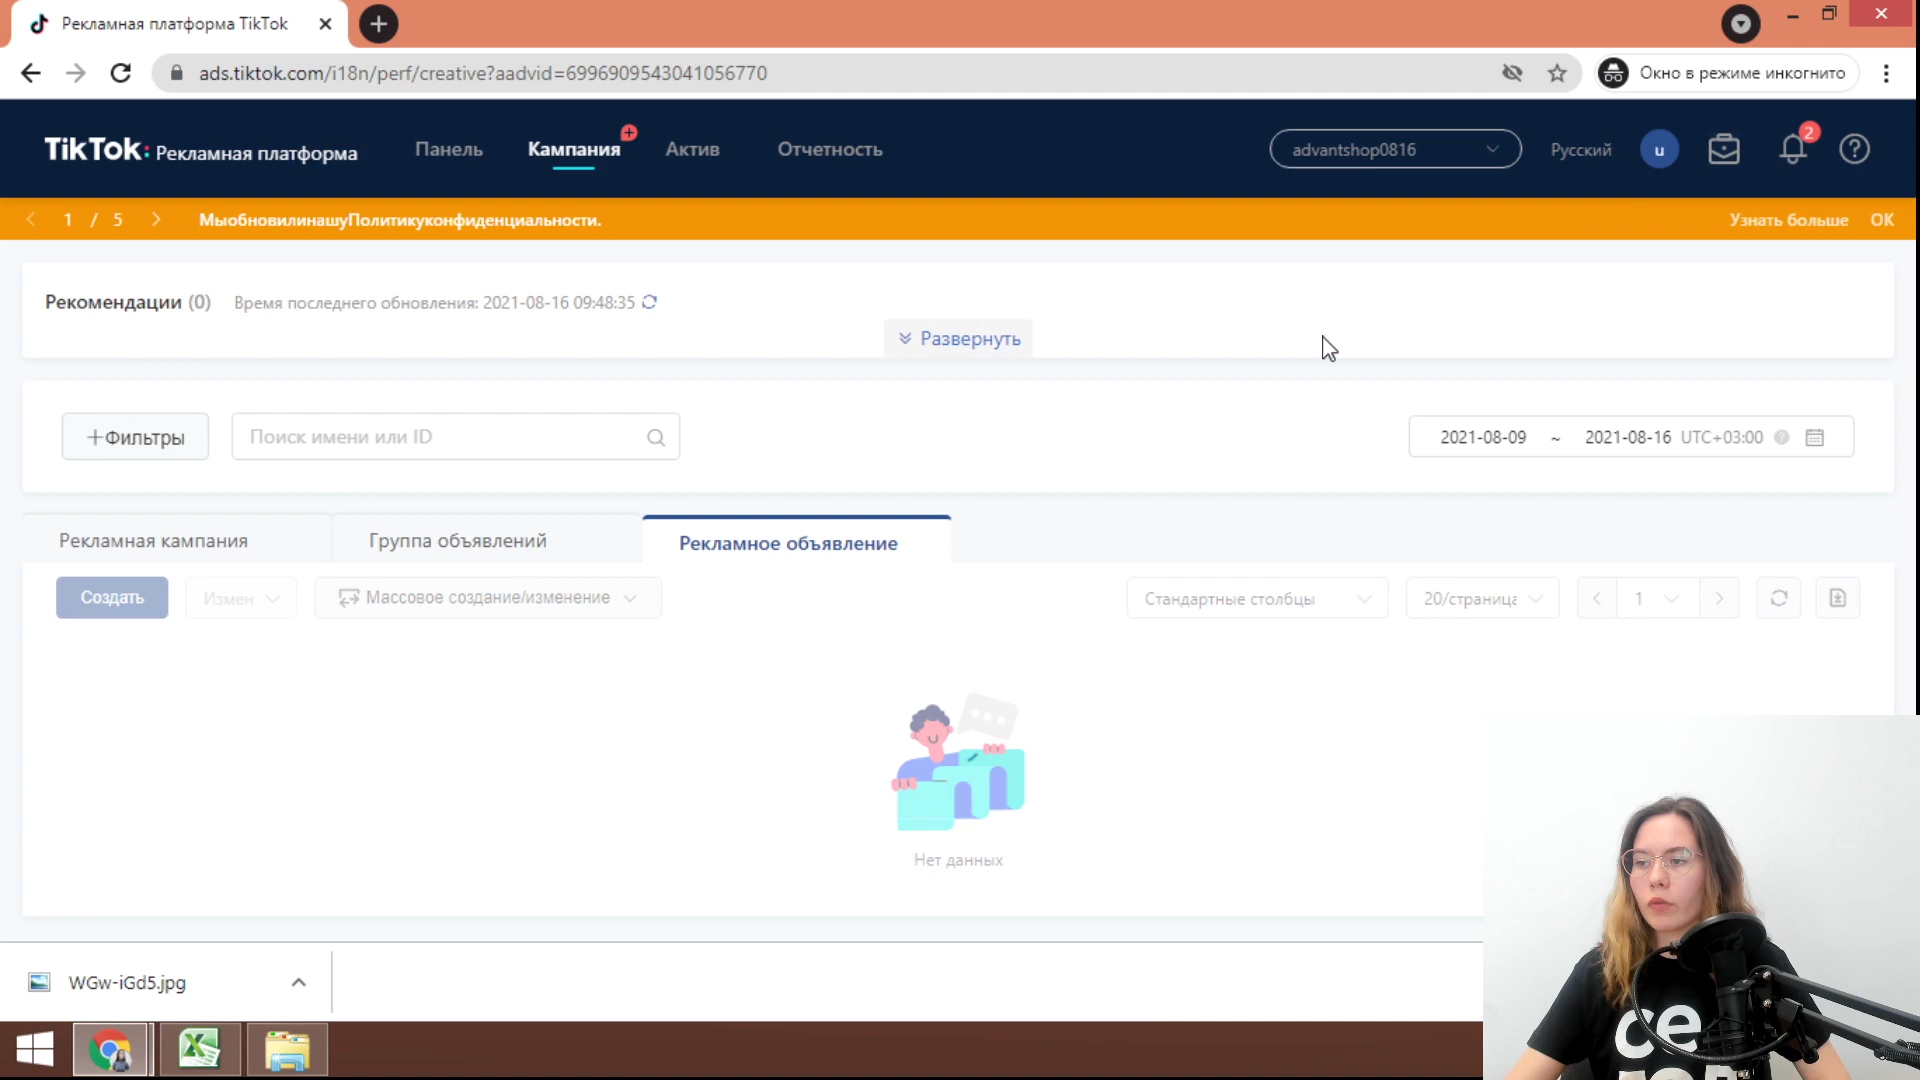 Рекламная платформа TikTok
ads.tiktok.com/i18n/perf/creative?aadvid=6996909543041056770
Окно в режиме инкогнито
TikTok: Рекламная платформа
Панель
Кампания
Актив
Отчетность
advantshop0816
Русский
u
2
1 / 5
МыобновилинашуПолитикуконфиденциальности.
Узнать больше
ОК
Рекомендации (0)
Время последнего обновления: 2021-08-16 09:48:35
Развернуть
+Фильтры
Поиск имени или ID
2021-08-09 ~ 2021-08-16 UTC+03:00
Рекламная кампания
Группа объявлений
Рекламное объявление
Создать
Измен
Массовое создание/изменение
Стандартные столбцы
20/страница
1
Нет данных
WGw-iGd5.jpg
ce